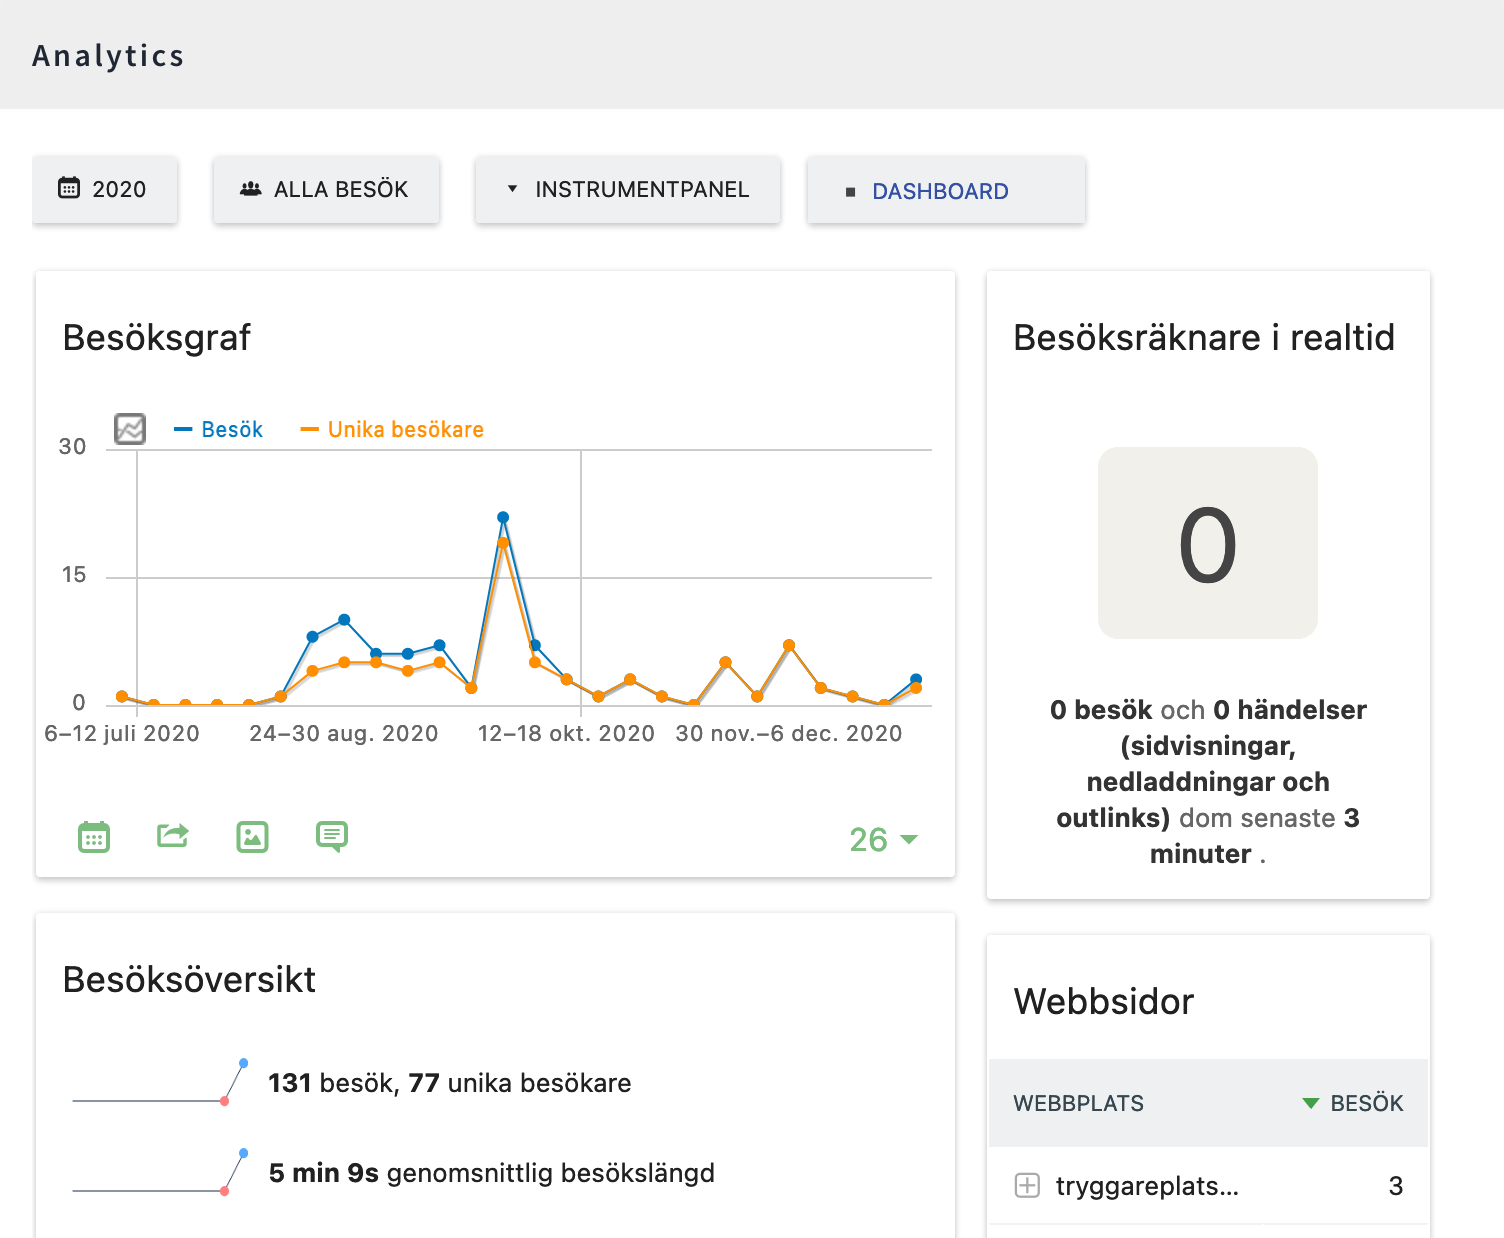 Analytics
2020
ALLA BESÖK
INSTRUMENTPANEL
DASHBOARD
Besöksgraf
Besök
Unika besökare
30
15
0
6–12 juli 2020
24–30 aug. 2020
12–18 okt. 2020
30 nov.–6 dec. 2020
26
Besöksräknare i realtid
0
0 besök och 0 händelser
(sidvisningar,
nedladdningar och
outlinks) dom senaste 3
minuter .
Besöksöversikt
131 besök, 77 unika besökare
5 min 9s genomsnittlig besökslängd
Webbsidor
WEBBPLATS BESÖK
tryggareplats... 3